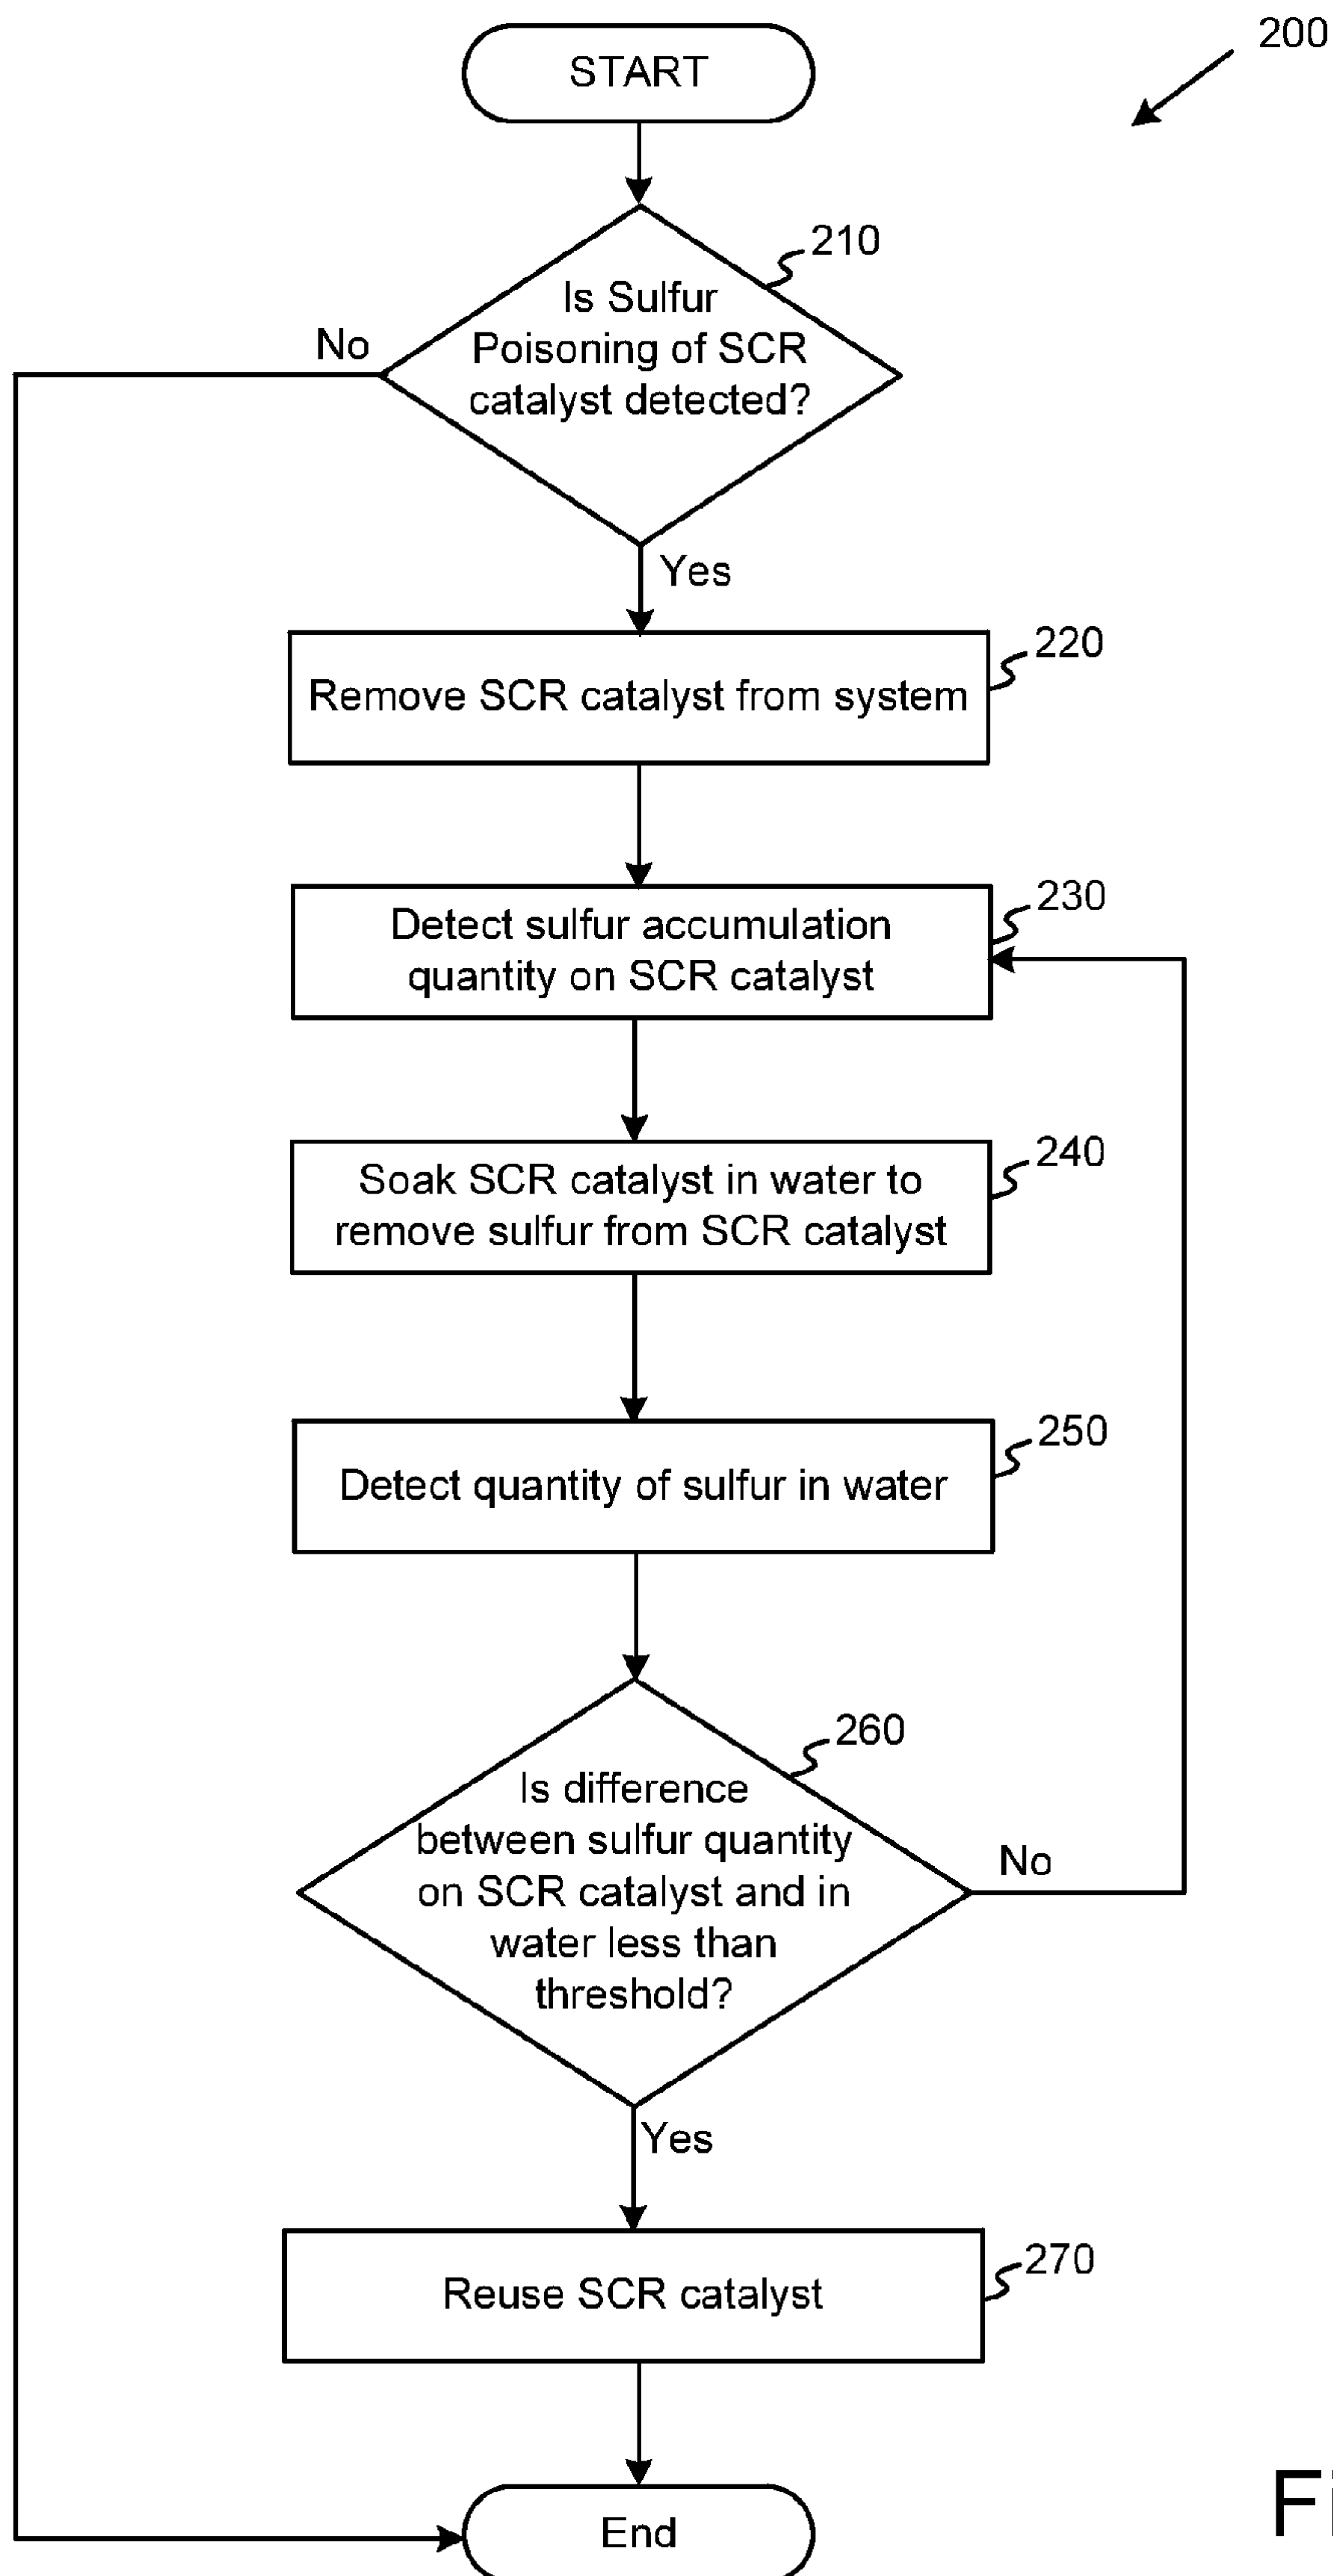 200
START
210
Is Sulfur
Poisoning of SCR
catalyst detected?
No
Yes
220
Remove SCR catalyst from system
230
Detect sulfur accumulation
quantity on SCR catalyst
240
Soak SCR catalyst in water to
remove sulfur from SCR catalyst
250
Detect quantity of sulfur in water
260
Is difference
between sulfur quantity
on SCR catalyst and in
water less than
threshold?
No
Yes
270
Reuse SCR catalyst
End